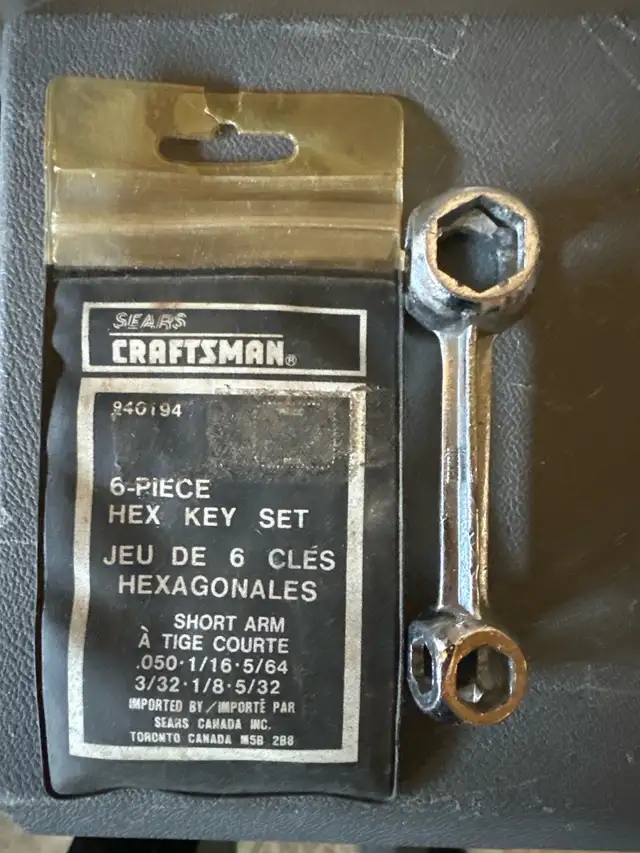 SEARS
CRAFTSMAN®
940194
6-PIECE
HEX KEY SET
JEU DE 6 CLÉS
HEXAGONALES
SHORT ARM
À TIGE COURTE
.050·1/16·5/64
3/32·1/8·5/32
IMPORTED BY/IMPORTÉ PAR
SEARS CANADA INC.
TORONTO CANADA M5B 2B8